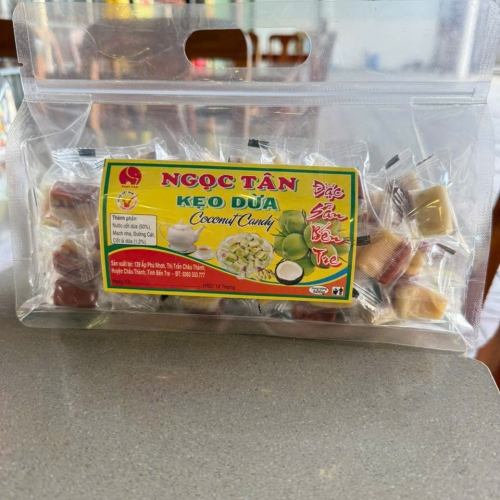 NGỌC TÂN
KẸO DỪA
Coconut Candy
Đặc
Sản
Bến
Tre
Thành phần:
Nước cốt dừa (50%),
Mạch nha, Đường Cát,
Sản xuất tại: 139 Ấp Phú Nhơn, Thị Trấn Châu Thành,
Huyện Châu Thành, Tỉnh Bến Tre - ĐT: